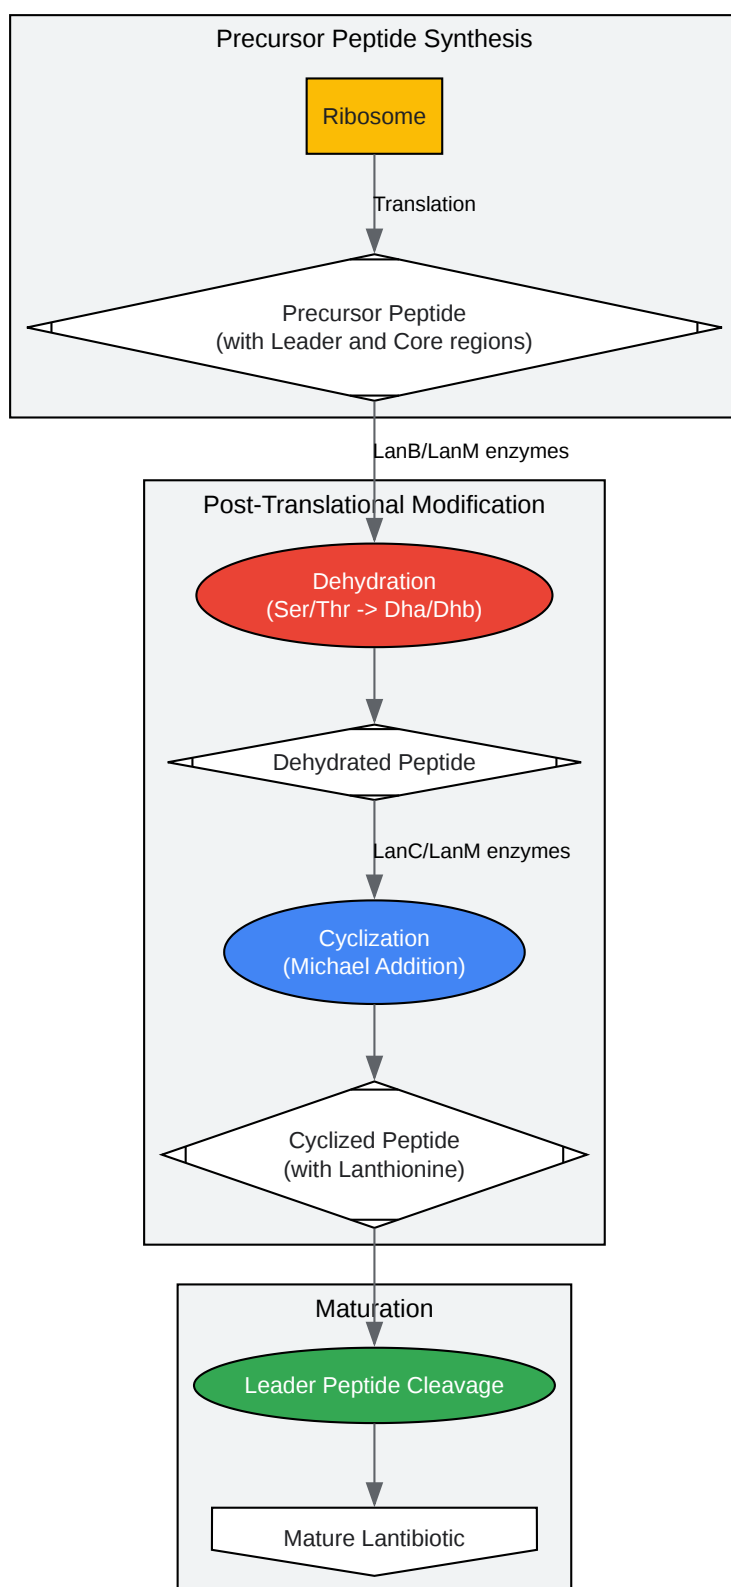 Precursor Peptide Synthesis
Ribosome
Translation
Precursor Peptide
(with Leader and Core regions)
LanB/LanM enzymes
Post-Translational Modification
Dehydration
(Ser/Thr -> Dha/Dhb)
Dehydrated Peptide
LanC/LanM enzymes
Cyclization
(Michael Addition)
Cyclized Peptide
(with Lanthionine)
Maturation
Leader Peptide Cleavage
Mature Lantibiotic